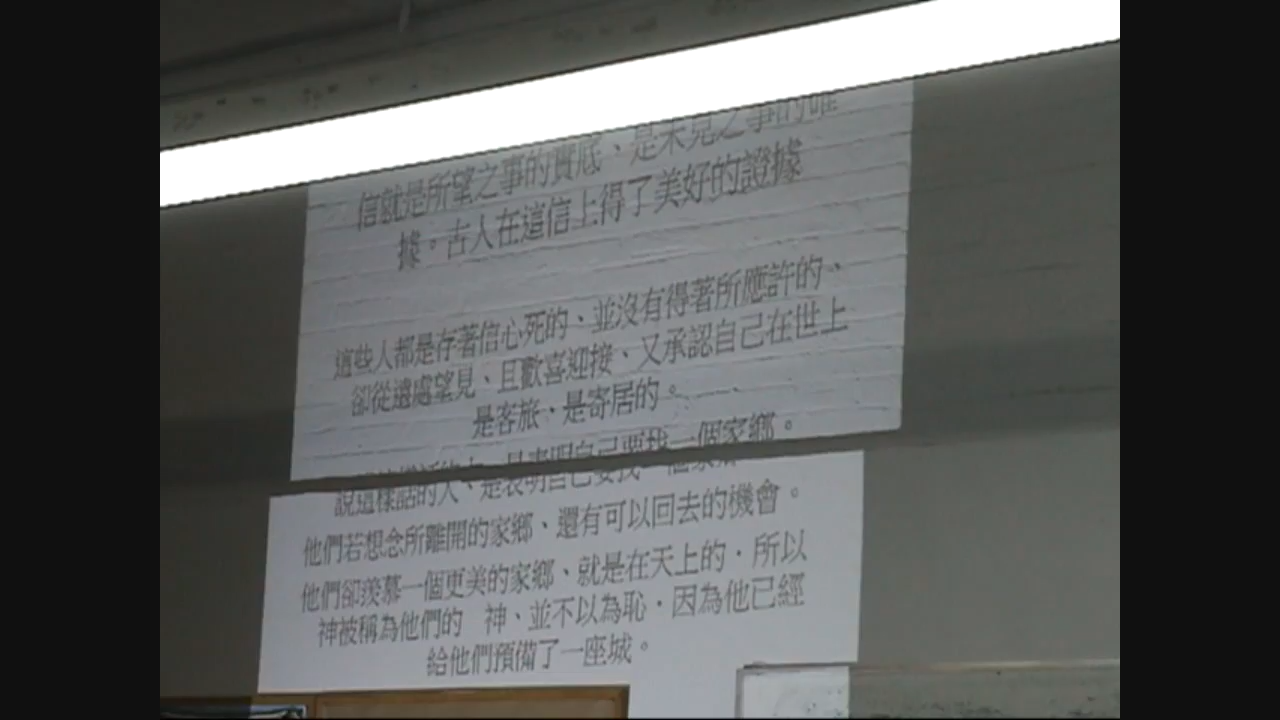 信就是所望之事的實底、是未見之事的唯
據。古人在這信上得了美好的證據
這些人都是存著信心死的、並沒有得著所應許的、
卻從遠處望見、且歡喜迎接、又承認自己在世上
是客旅、是寄居的。
說這樣話的人、是表明自己要找一個家鄉。
他們若想念所離開的家鄉、還有可以回去的機會。
他們卻羨慕一個更美的家鄉、就是在天上的．所以
神被稱為他們的　神、並不以為恥．因為他已經
給他們預備了一座城。